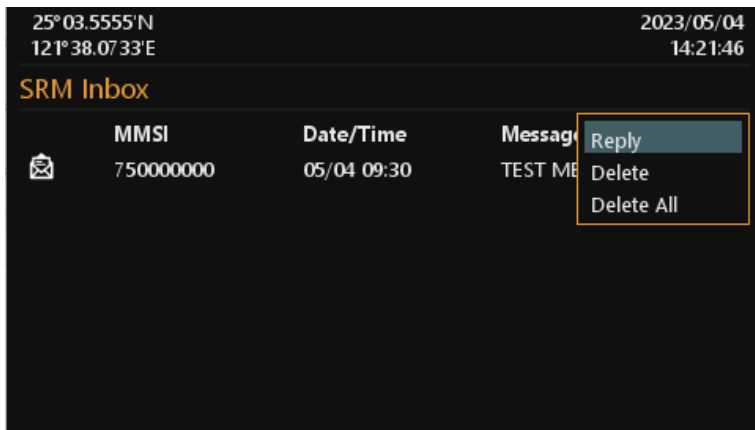 25°03.5555'N 2023/05/04
121°38.0733'E 14:21:46
SRM Inbox
MMSI Date/Time Messag
750000000 05/04 09:30 TEST ME
Reply
Delete
Delete All